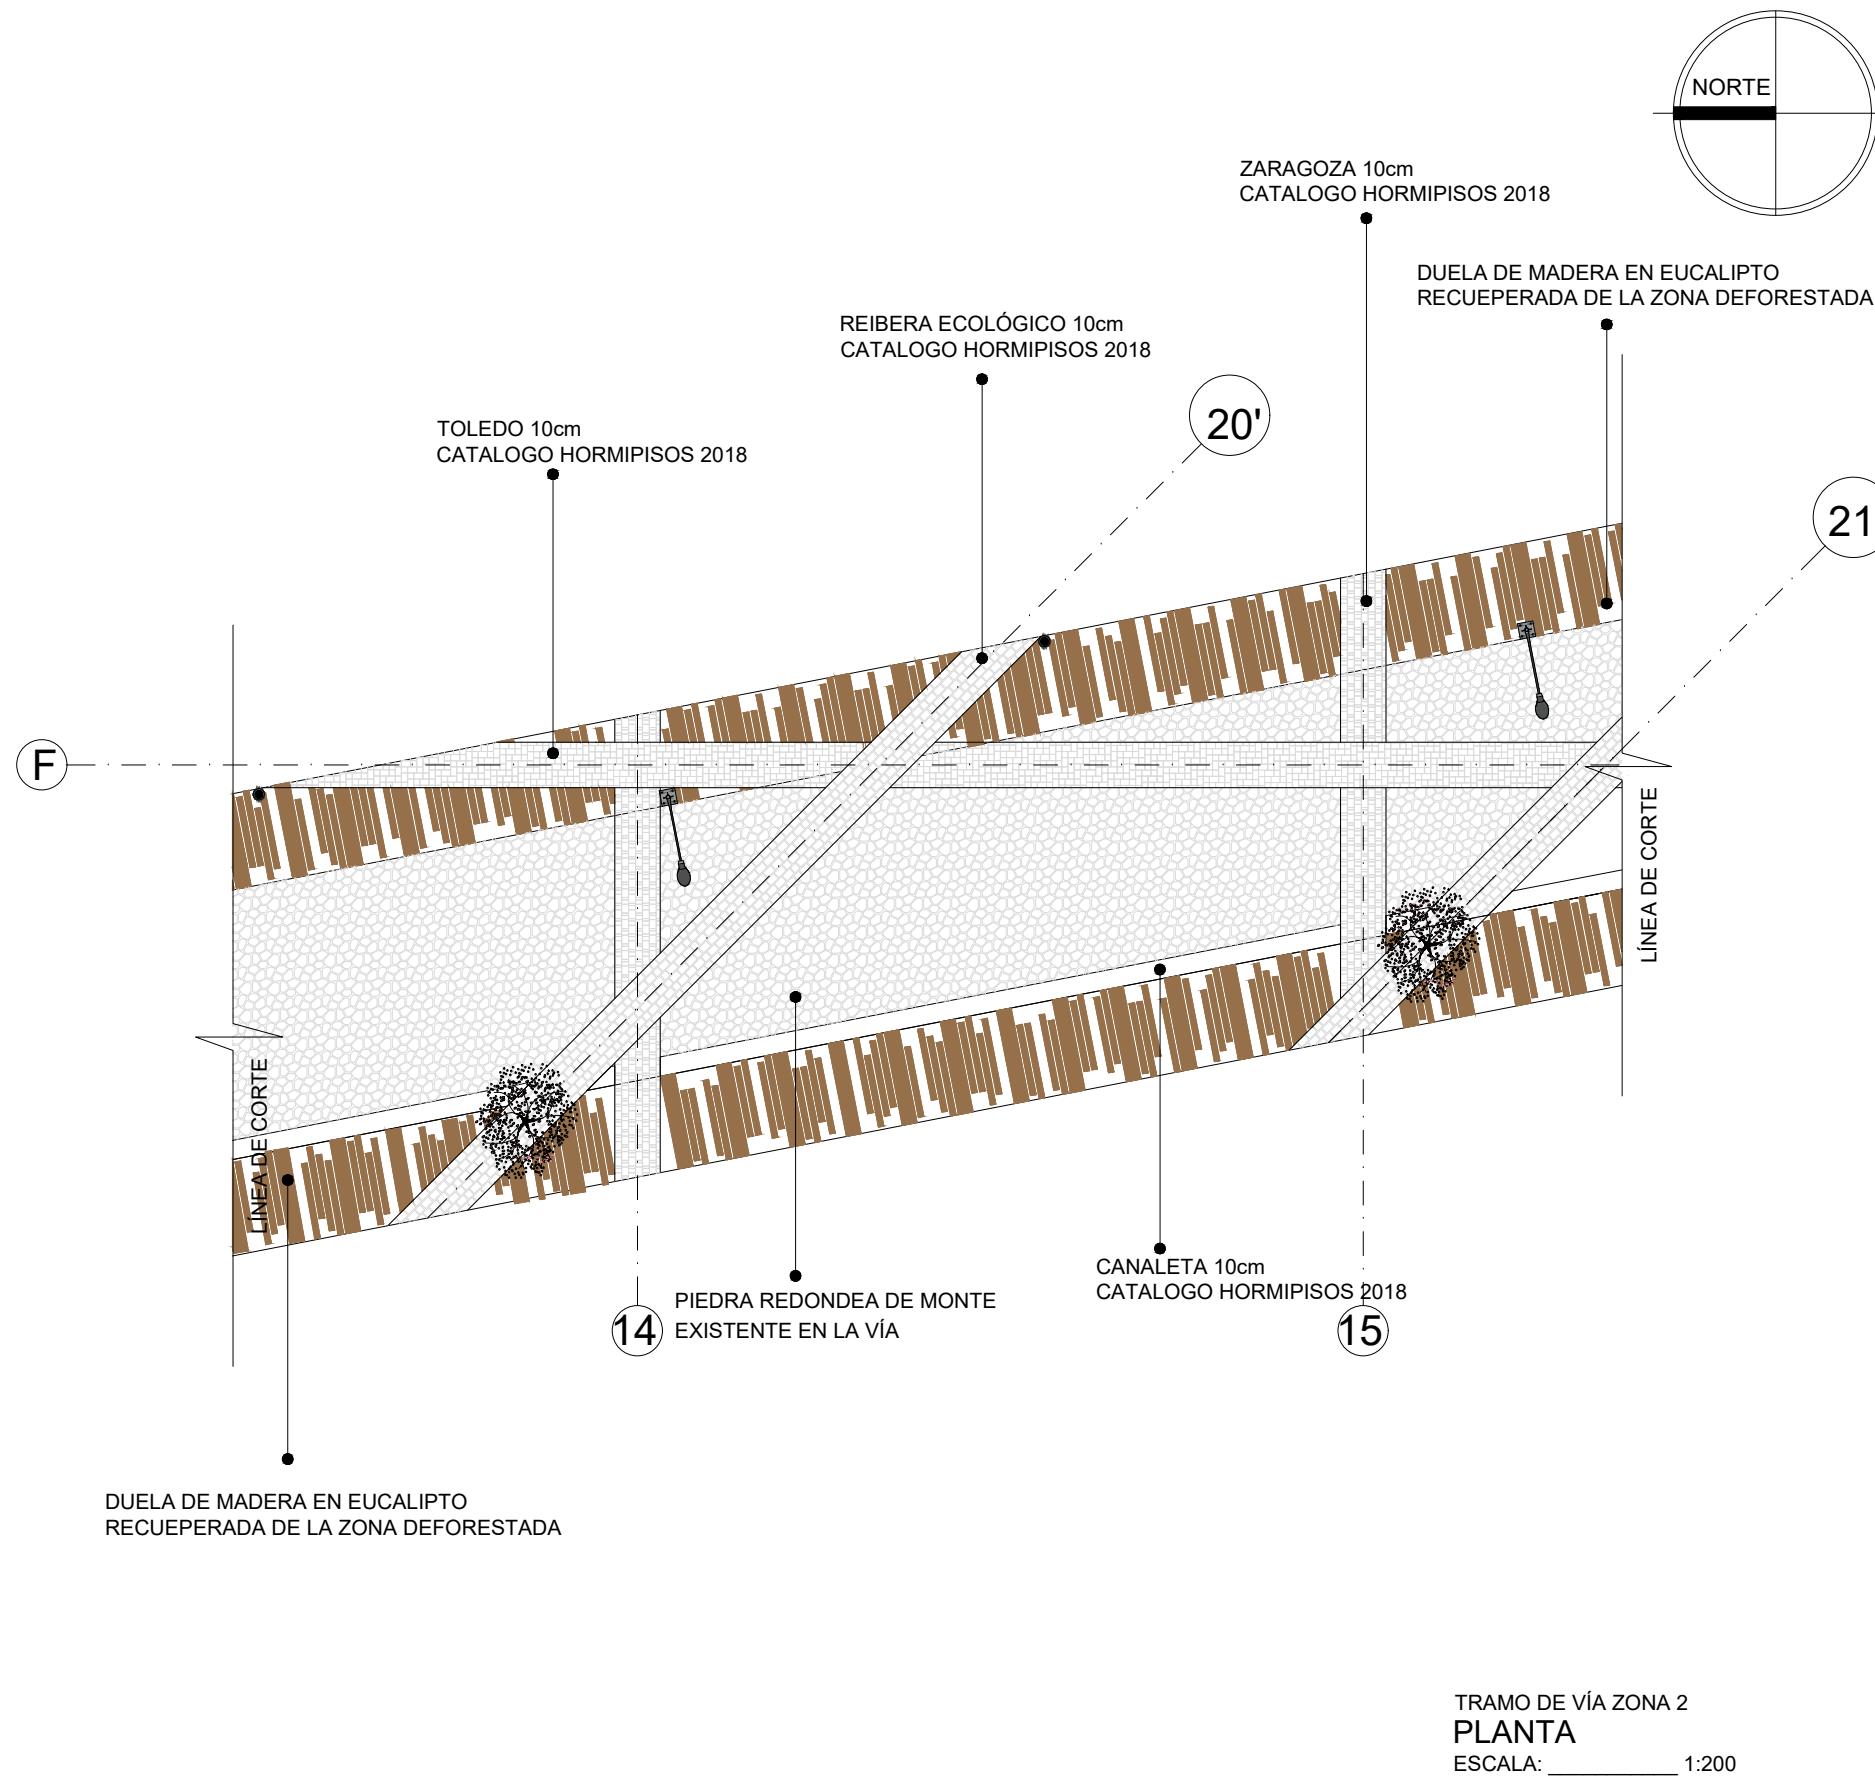 NORTE
ZARAGOZA 10cm
CATALOGO HORMIPISOS 2018
DUELA DE MADERA EN EUCALIPTO
RECUEPERADA DE LA ZONA DEFORESTADA
REIBERA ECOLÓGICO 10cm
CATALOGO HORMIPISOS 2018
20'
TOLEDO 10cm
CATALOGO HORMIPISOS 2018
21
F
LÍNEA DE CORTE
LÍNEA DE CORTE
CANALETA 10cm
CATALOGO HORMIPISOS 2018
PIEDRA REDONDEA DE MONTE
EXISTENTE EN LA VÍA
14
15
DUELA DE MADERA EN EUCALIPTO
RECUEPERADA DE LA ZONA DEFORESTADA
TRAMO DE VÍA ZONA 2
PLANTA
ESCALA: ___________ 1:200